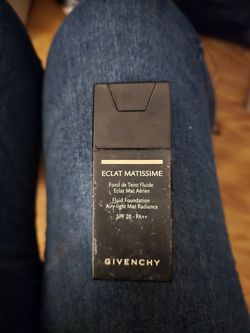 ECLAT MATISSIME
Fond de Teint Fluide
Eclat Mat Aérien
Fluid Foundation
Airy-light Mat Radiance
SPF 20 - PA++
GIVENCHY